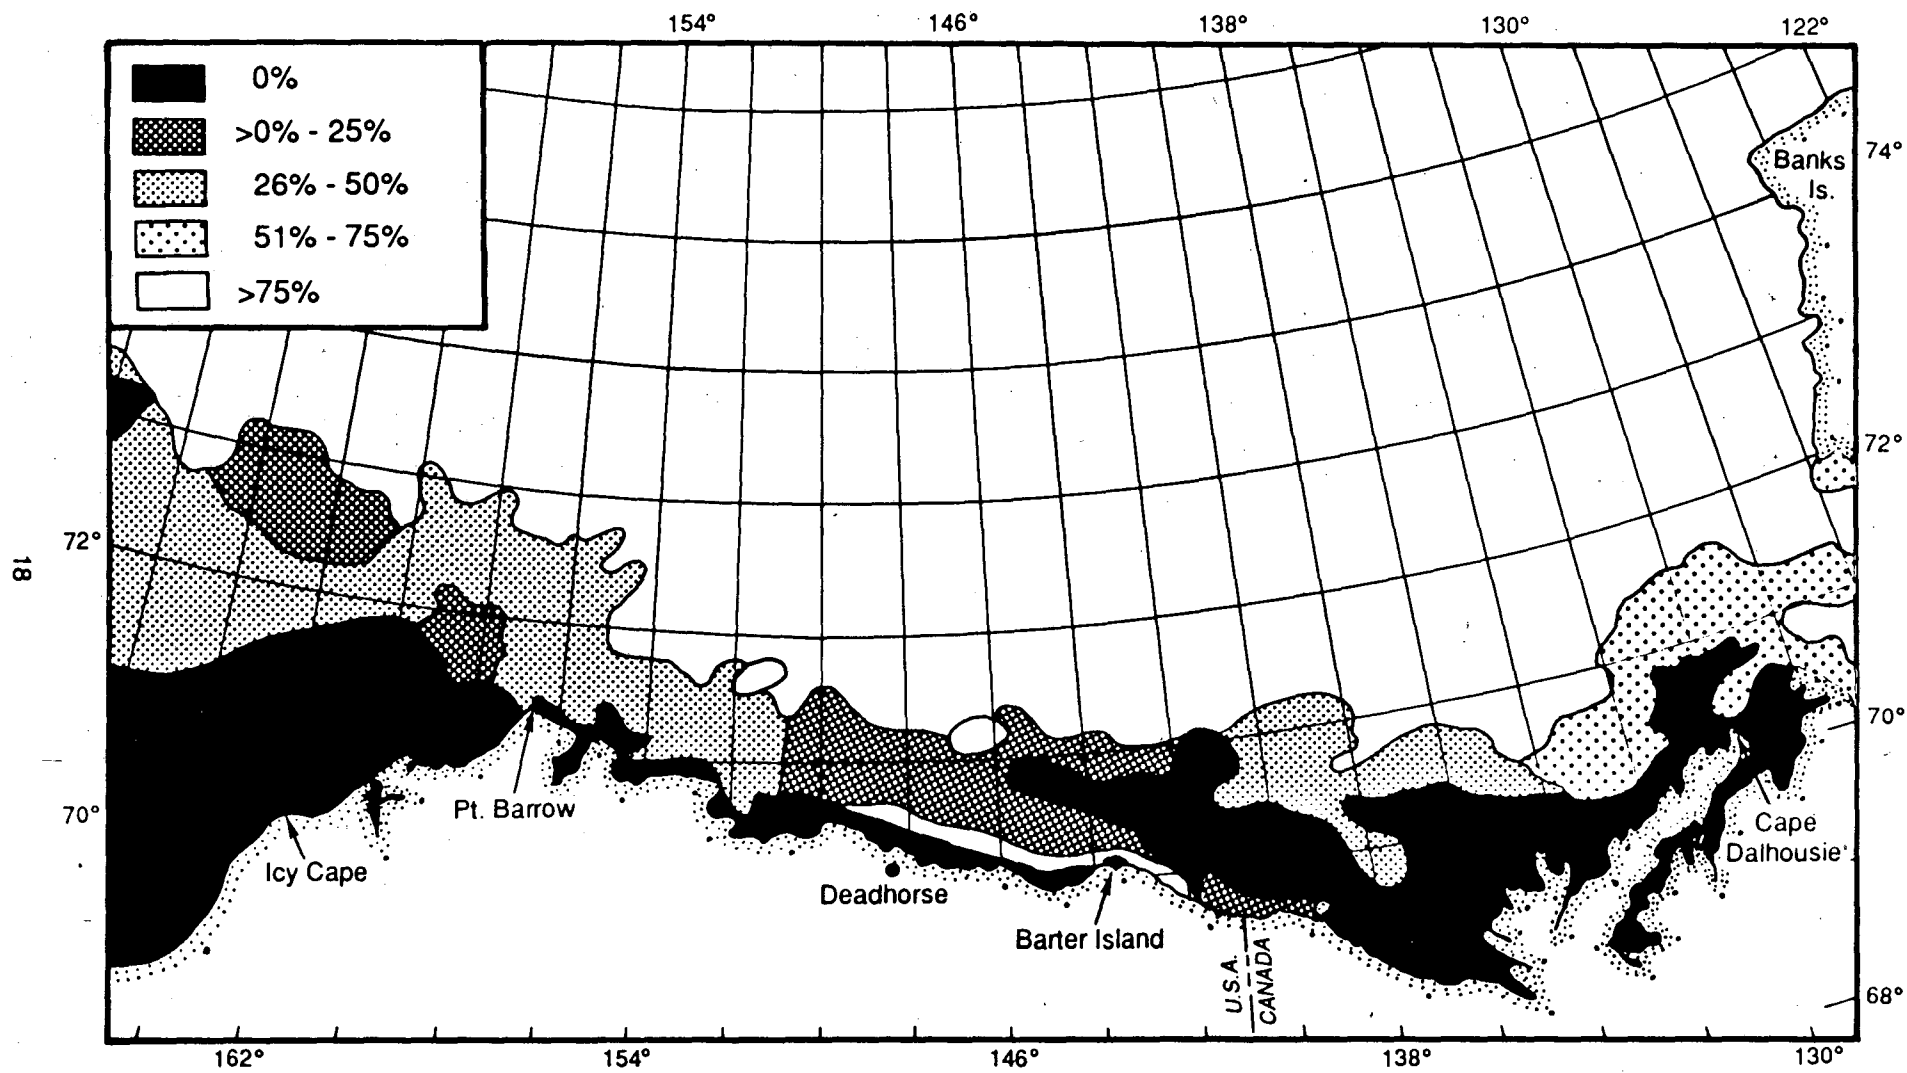 154° 146° 138° 130° 122°
0%
>0% - 25%
26% - 50%
51% - 75%
>75%
Banks
Is.
74°
72°
72°
18
70°
70°
Pt. Barrow
Icy Cape
Cape
Dalhousie
Deadhorse
Barter Island
U.S.A.
CANADA
68°
162° 154° 146° 138° 130°